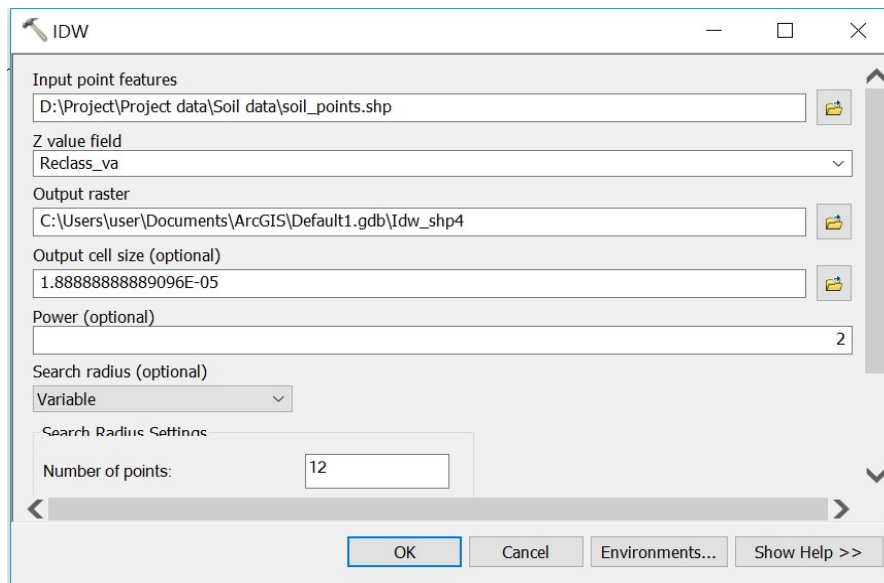 IDW
Input point features
D:\Project\Project data\Soil data\soil_points.shp
Z value field
Reclass_va
Output raster
C:\Users\user\Documents\ArcGIS\Default1.gdb\Idw_shp4
Output cell size (optional)
1.88888888889096E-05
Power (optional)
2
Search radius (optional)
Variable
Search Radius Settings
Number of points: 12
OK Cancel Environments... Show Help >>